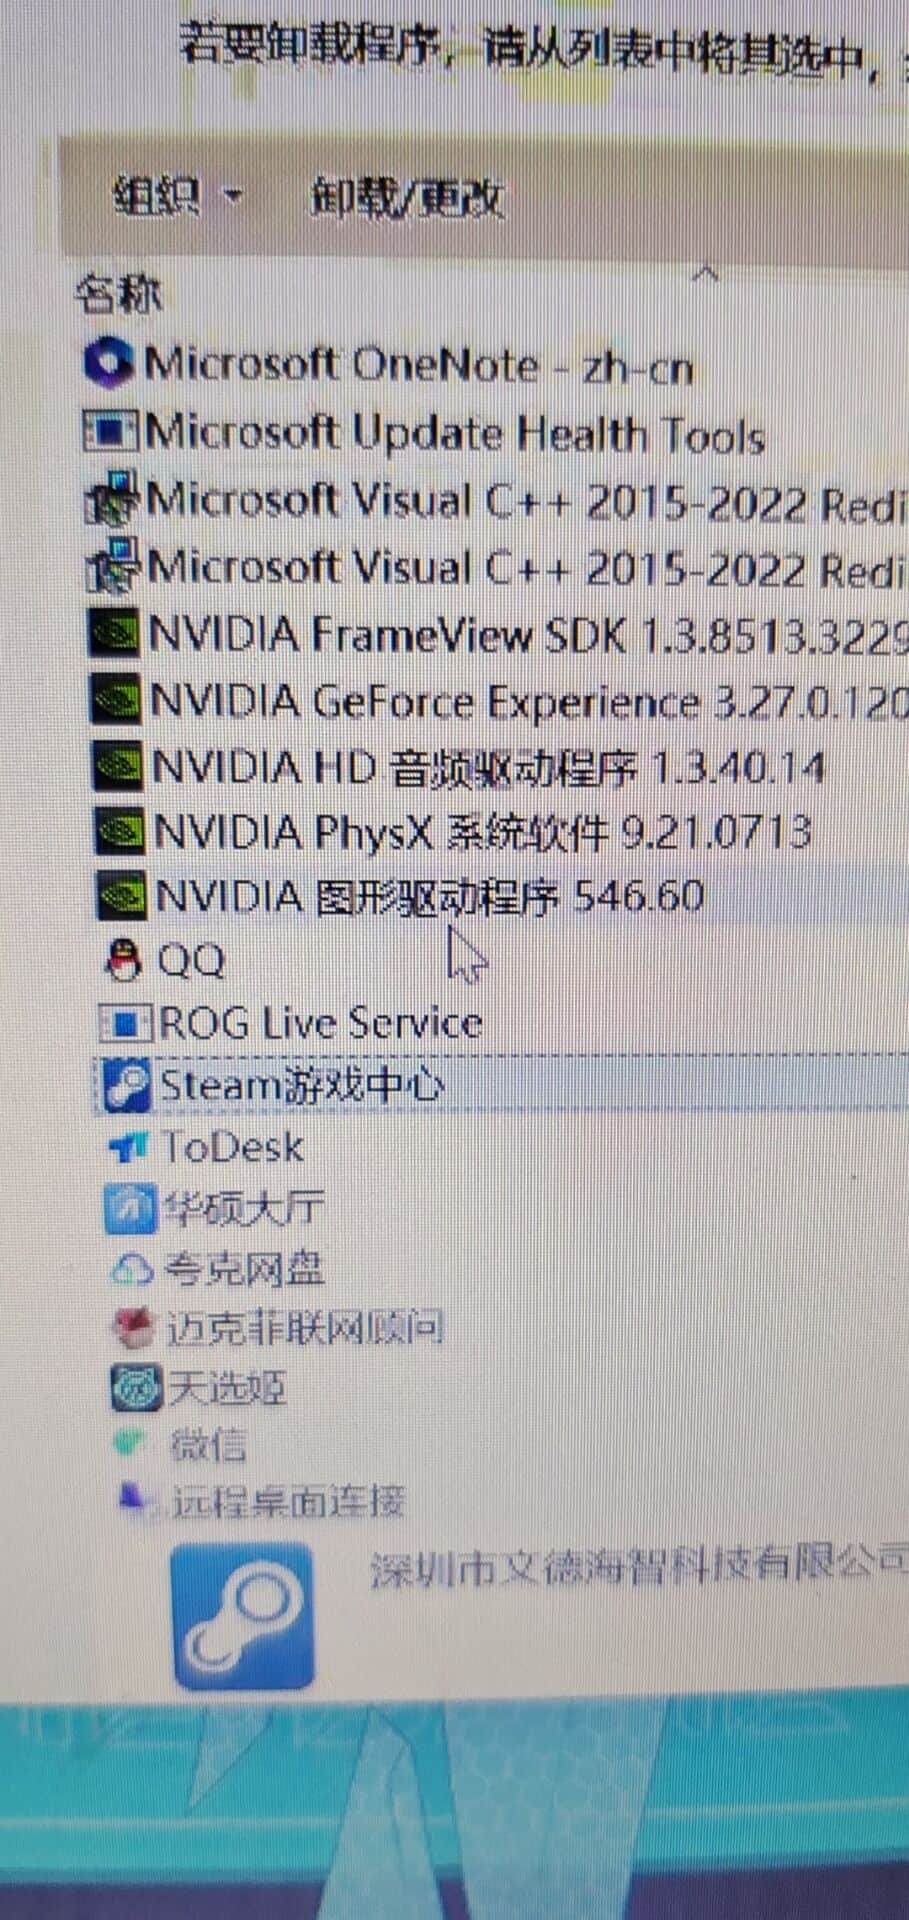 若要卸载程序，请从列表中将其选中，
组织 卸载/更改
名称
Microsoft OneNote - zh-cn
Microsoft Update Health Tools
Microsoft Visual C++ 2015-2022 Redi
Microsoft Visual C++ 2015-2022 Redi
NVIDIA FrameView SDK 1.3.8513.3229
NVIDIA GeForce Experience 3.27.0.120
NVIDIA HD 音频驱动程序 1.3.40.14
NVIDIA PhysX 系统软件 9.21.0713
NVIDIA 图形驱动程序 546.60
QQ
ROG Live Service
Steam游戏中心
ToDesk
华硕大厅
夸克网盘
迈克菲联网顾问
天选姬
微信
远程桌面连接
深圳市文德海智科技有限公司